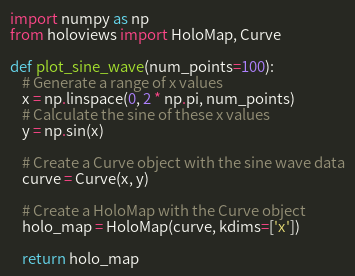 import numpy as np
from holoviews import HoloMap, Curve

def plot_sine_wave(num_points=100):
    # Generate a range of x values
    x = np.linspace(0, 2 * np.pi, num_points)
    # Calculate the sine of these x values
    y = np.sin(x)

    # Create a Curve object with the sine wave data
    curve = Curve(x, y)

    # Create a HoloMap with the Curve object
    holo_map = HoloMap(curve, kdims=['x'])

    return holo_map